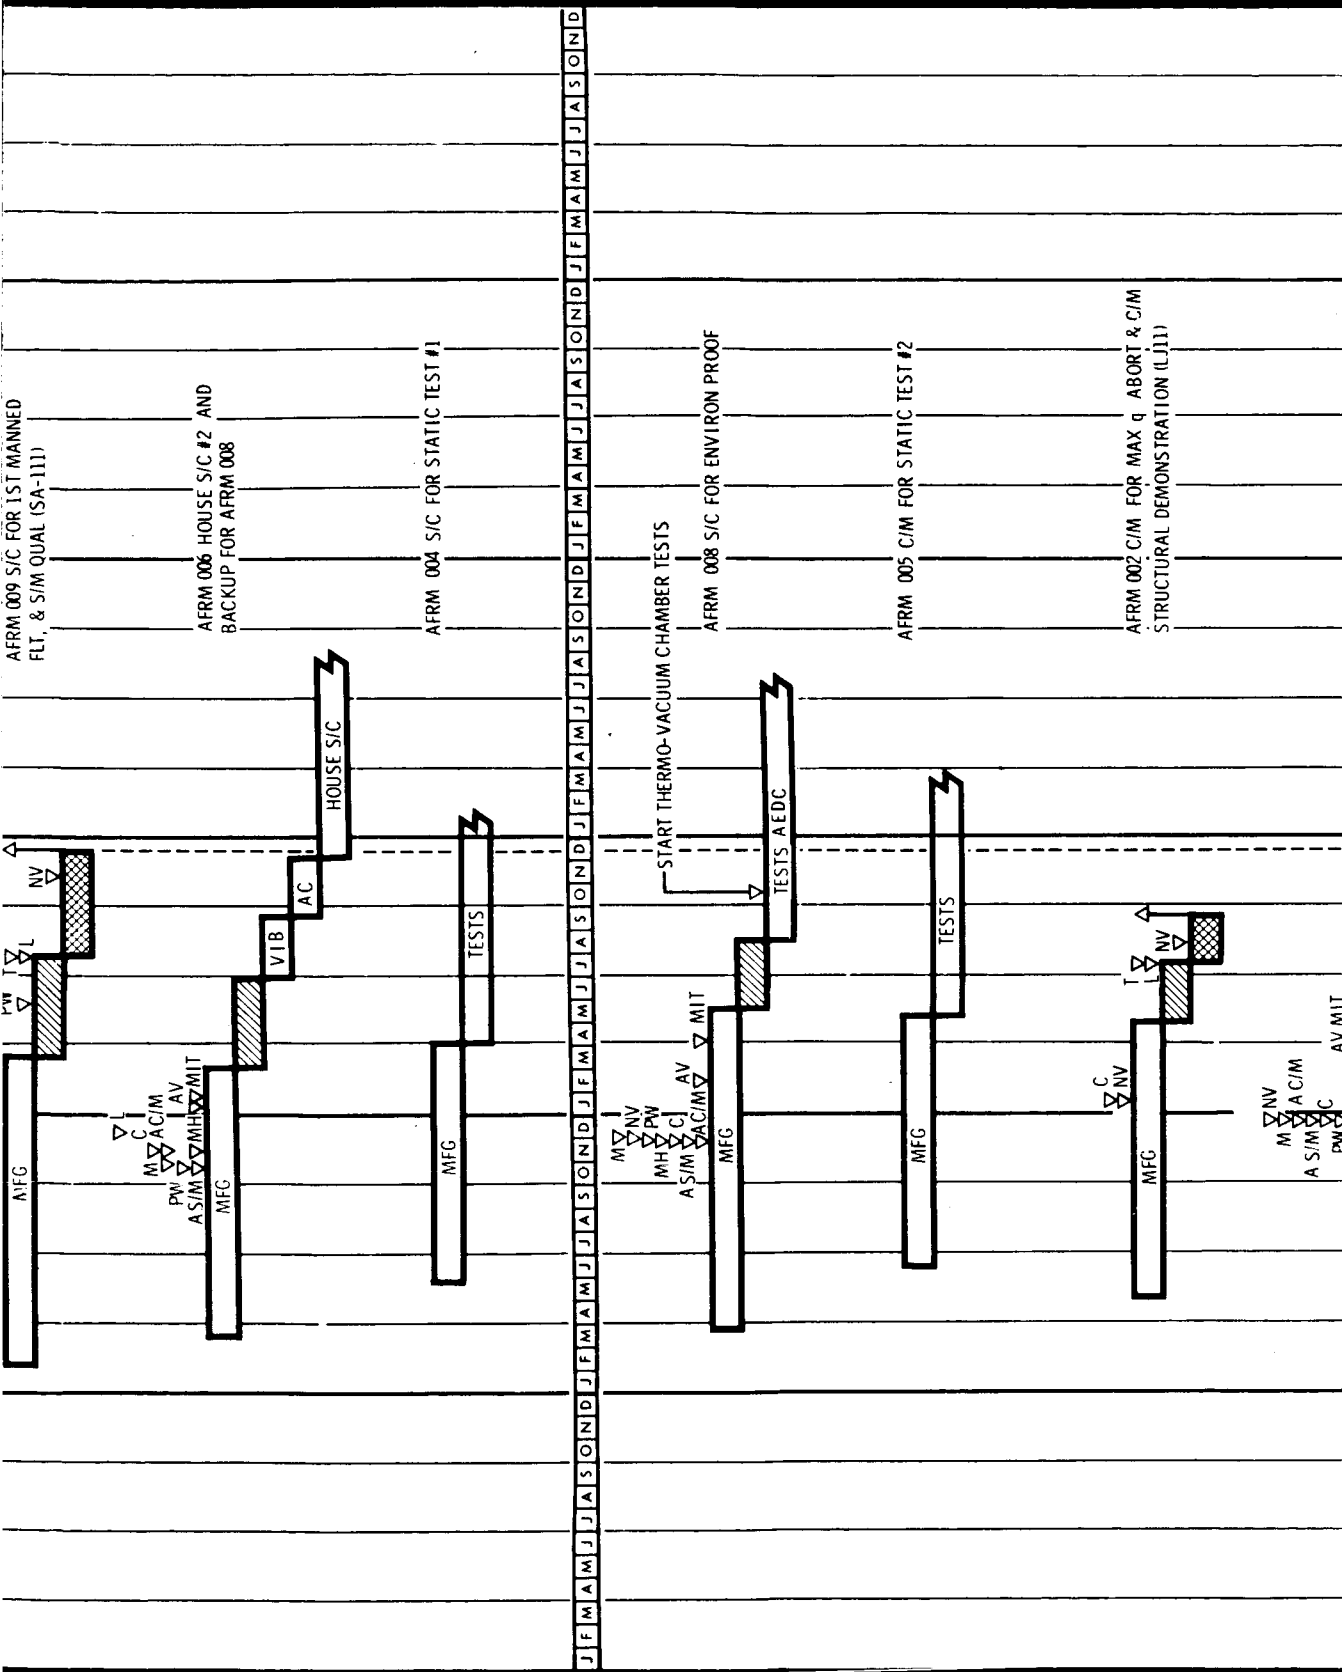 PW
T
L
NV
MFG
AFRM 009 S/C FOR 1ST MANNED
FLT, & S/M QUAL (SA-111)
L
C
M
AC/M
PW
AV
A S/M
MH
MIT
MFG
VIB
AC
HOUSE S/C
AFRM 006 HOUSE S/C #2 AND
BACKUP FOR AFRM 008
MFG
TESTS
AFRM 004 S/C FOR STATIC TEST #1
J F M A M J J A S O N D J F M A M J J A S O N D J F M A M J J A S O N D J F M A M J J A S O N D J F M A M J J A S O N D J F M A M J J A S O N D
M
NV
PW
MH
C
A S/M
AC/M
AV
MIT
START THERMO-VACUUM CHAMBER TESTS
MFG
TESTS AEDC
AFRM 008 S/C FOR ENVIRON PROOF
MFG
TESTS
AFRM 005 C/M FOR STATIC TEST #2
C
NV
T
L
NV
MFG
AFRM 002 C/M FOR MAX q ABORT & C/M
STRUCTURAL DEMONSTRATION (LJ11)
NV
M
A C/M
A S/M
C
PW
AV MIT